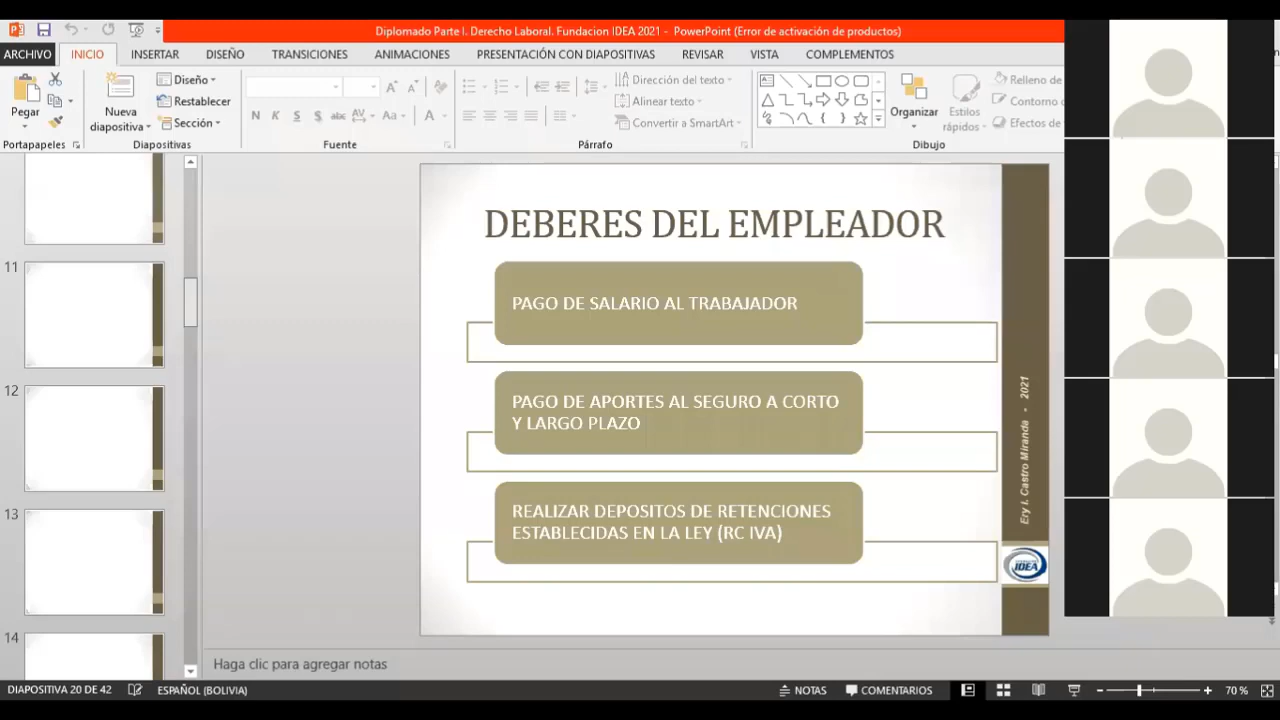 Diplomado Parte I. Derecho Laboral. Fundacion IDEA 2021 - PowerPoint (Error de activación de productos)
ARCHIVO INICIO INSERTAR DISEÑO TRANSICIONES ANIMACIONES PRESENTACIÓN CON DIAPOSITIVAS REVISAR VISTA COMPLEMENTOS
Pegar
Nueva
diapositiva
Diseño
Restablecer
Sección
N K S S abc AV Aa A
Dirección del texto
Alinear texto
Convertir a SmartArt
Organizar
Estilos
rápidos
Relleno de
Contorno d
Efectos de
Portapapeles Diapositivas Fuente Párrafo Dibujo
11
12
13
14
DEBERES DEL EMPLEADOR
PAGO DE SALARIO AL TRABAJADOR
PAGO DE APORTES AL SEGURO A CORTO
Y LARGO PLAZO
REALIZAR DEPOSITOS DE RETENCIONES
ESTABLECIDAS EN LA LEY (RC IVA)
Ery I. Castro Miranda • 2021
IDEA
Haga clic para agregar notas
DIAPOSITIVA 20 DE 42 ESPAÑOL (BOLIVIA) NOTAS COMENTARIOS 70 %